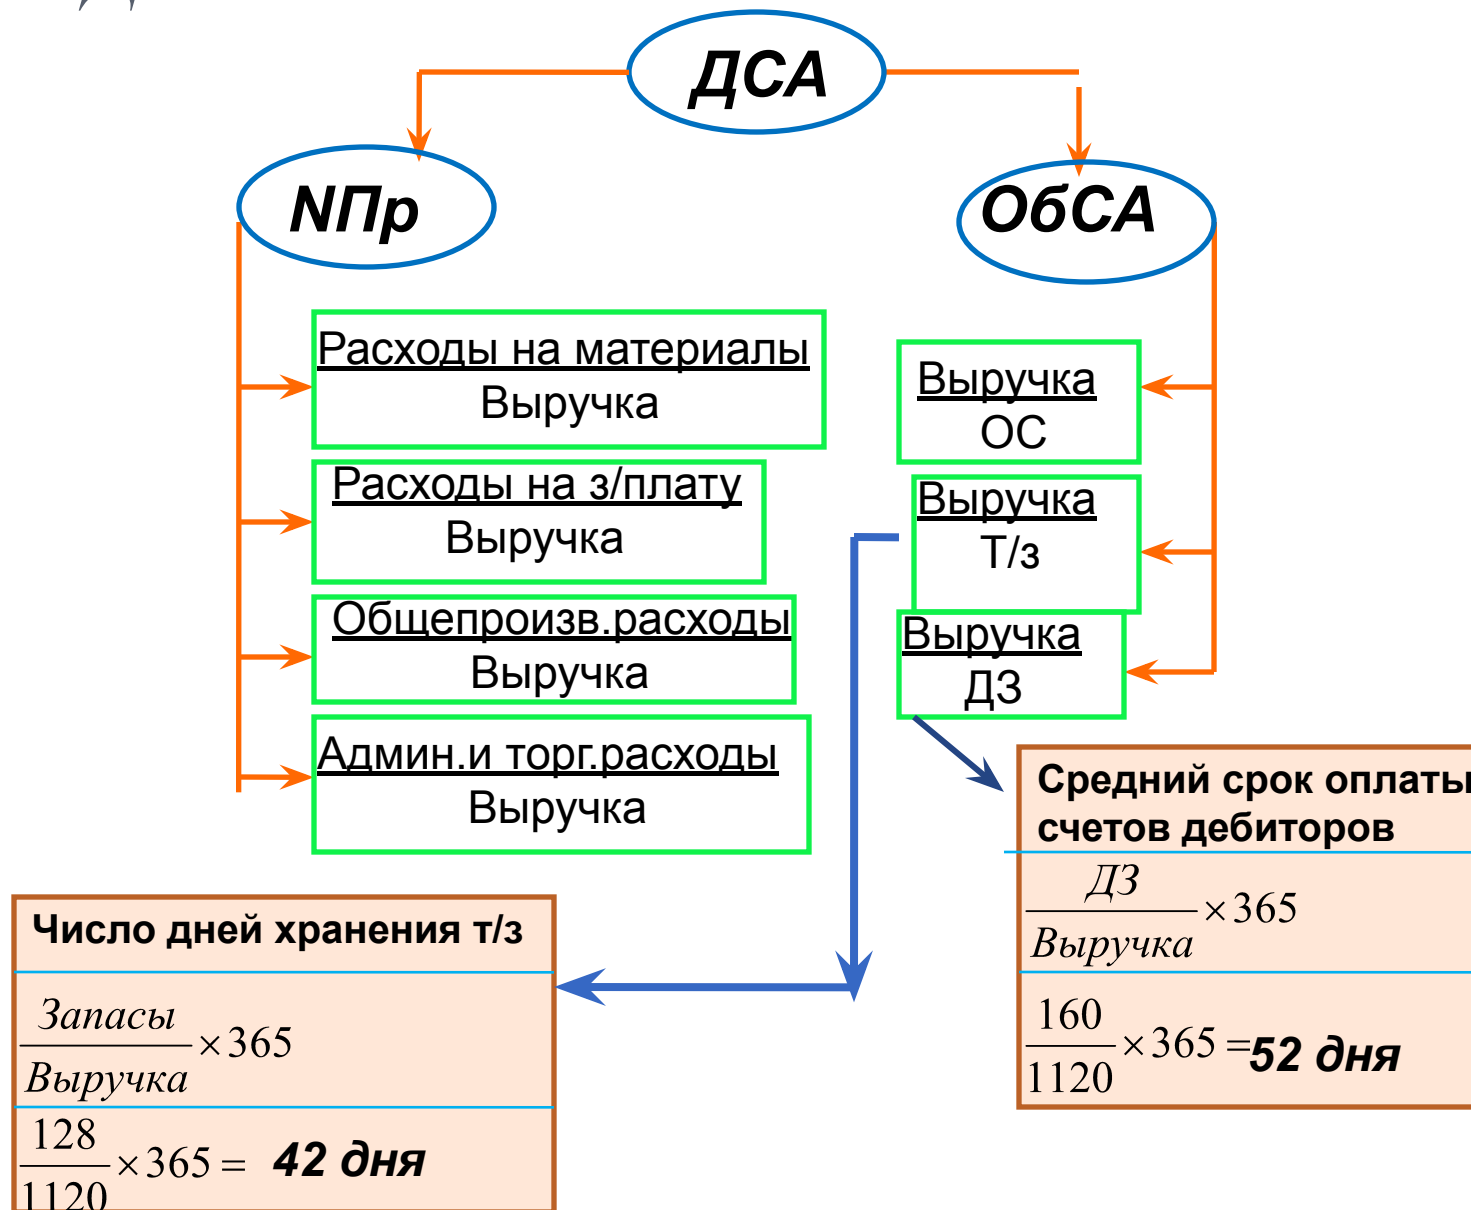 ДСА
NПр
ОбСА
Расходы на материалы
Выручка
Расходы на з/плату
Выручка
Общепроизв.расходы
Выручка
Админ.и торг.расходы
Выручка
Выручка
ОС
Выручка
Т/з
Выручка
ДЗ
Средний срок оплаты
счетов дебиторов
ДЗ
Выручка
×365
160
1120
×365 = 52 дня
Число дней хранения т/з
Запасы
Выручка
×365
128
1120
×365 = 42 дня